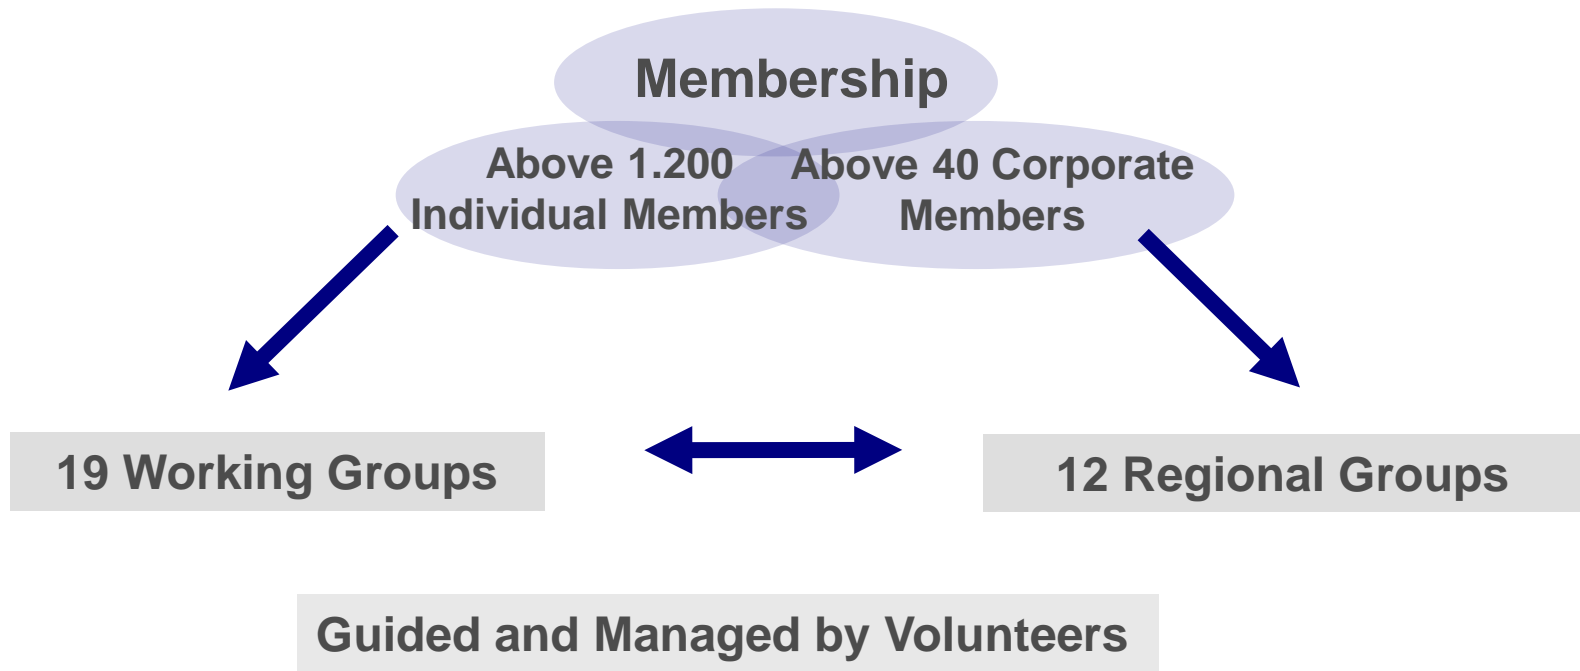 Membership
Above 1.200
Individual Members
Above 40 Corporate
Members
19 Working Groups
12 Regional Groups
Guided and Managed by Volunteers